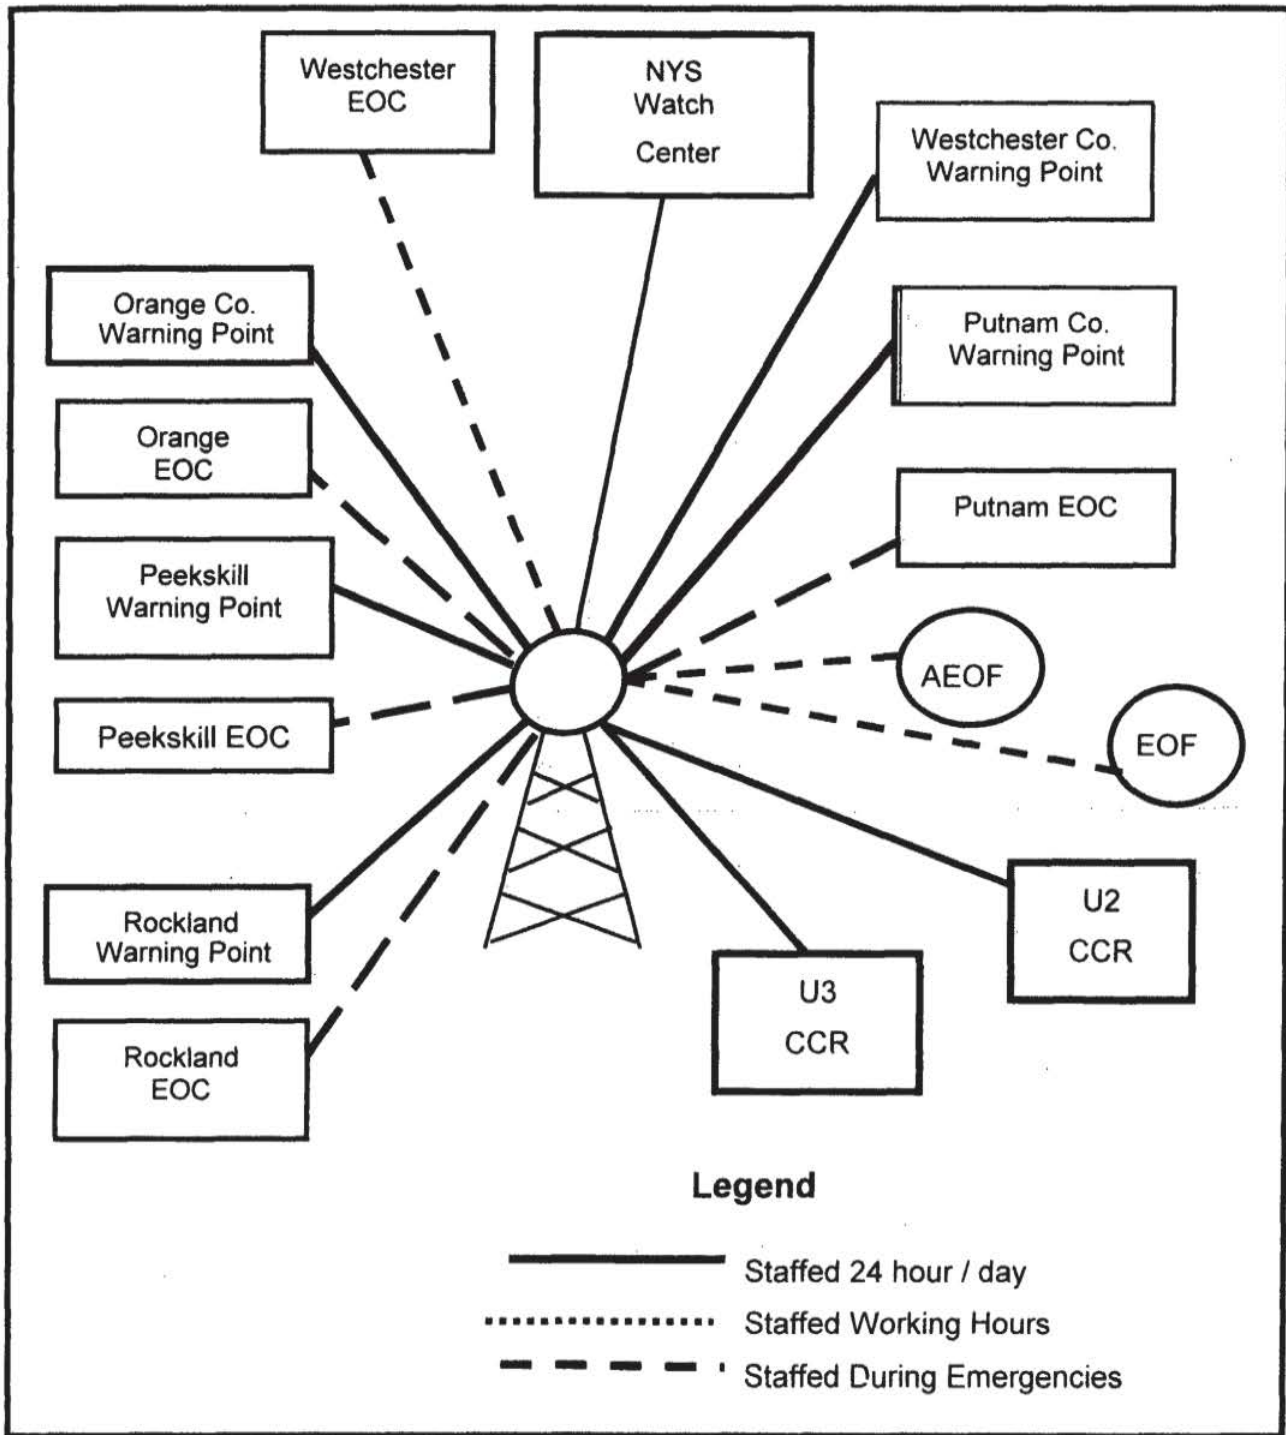 Westchester
EOC
NYS
Watch
Center
Westchester Co.
Warning Point
Orange Co.
Warning Point
Putnam Co.
Warning Point
Orange
EOC
Putnam EOC
Peekskill
Warning Point
AEOF
Peekskill EOC
EOF
U2
CCR
Rockland
Warning Point
U3
CCR
Rockland
EOC
Legend
Staffed 24 hour / day
Staffed Working Hours
Staffed During Emergencies